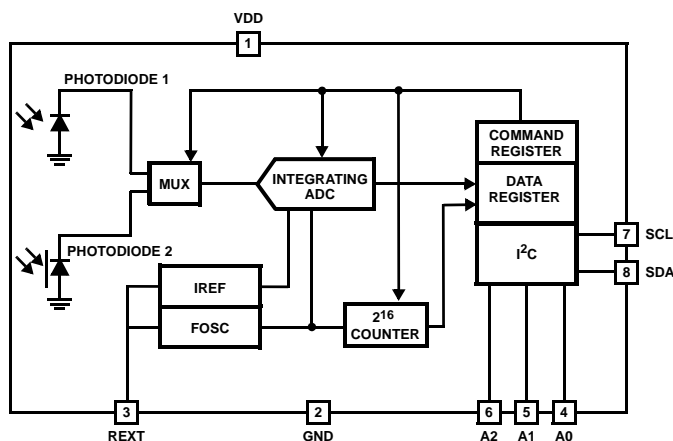 VDD
1
PHOTODIODE 1
COMMAND
REGISTER
MUX
INTEGRATING
ADC
DATA
REGISTER
7 SCL
PHOTODIODE 2
I²C
8 SDA
IREF
FOSC
2¹⁶
COUNTER
3
2
6
5
4
REXT
GND
A2
A1
A0